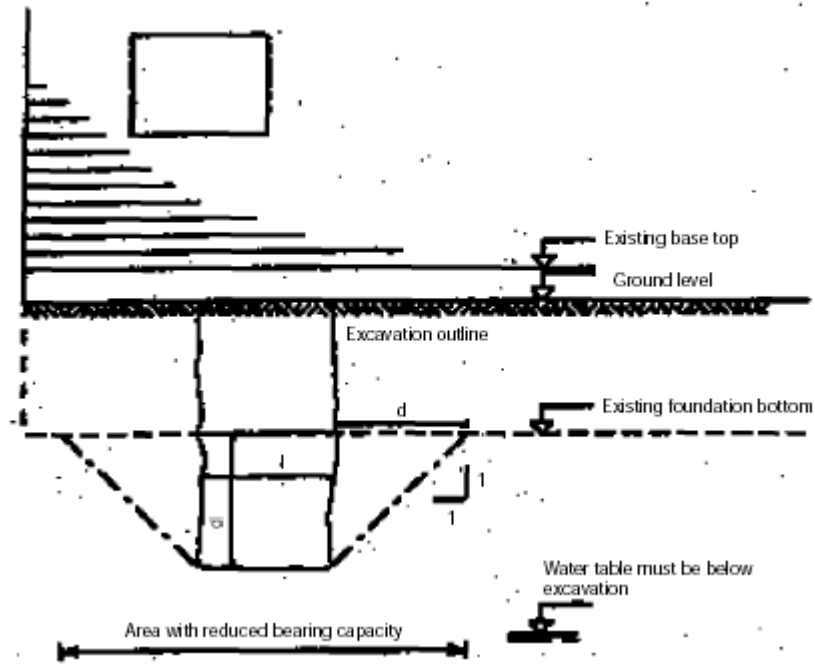 Existing base top
Ground level
Excavation outline
d
Existing foundation bottom
l
1
d
1
Water table must be below
excavation
Area with reduced bearing capacity